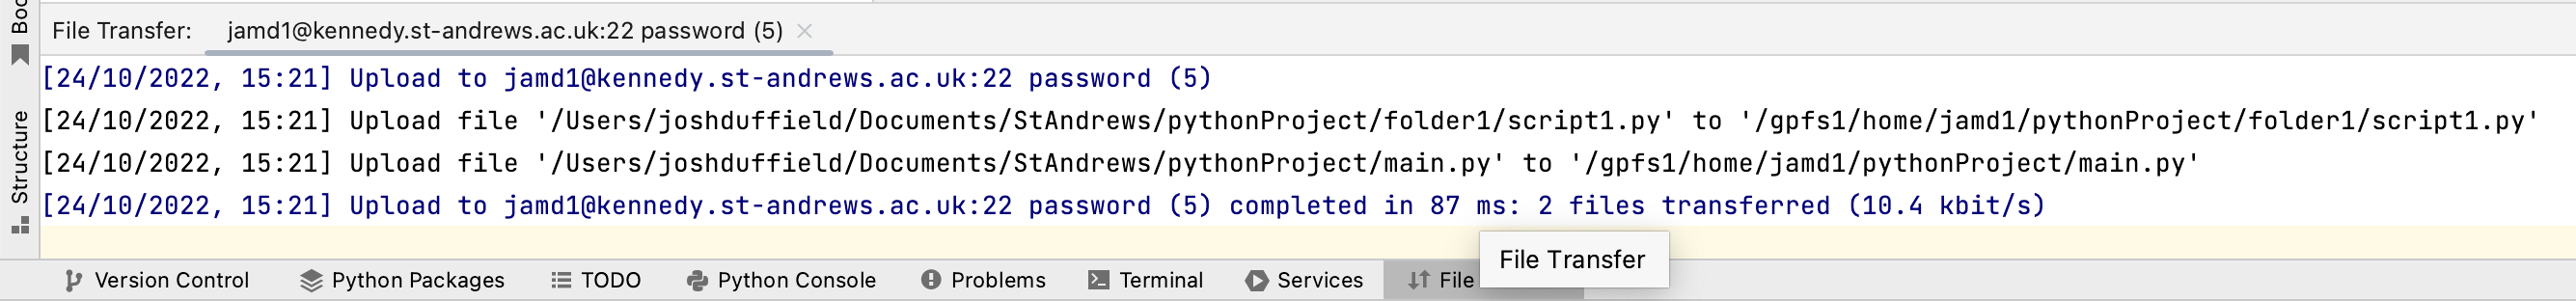 Boo
File Transfer: jamd1@kennedy.st-andrews.ac.uk:22 password (5)
[24/10/2022, 15:21] Upload to jamd1@kennedy.st-andrews.ac.uk:22 password (5)
[24/10/2022, 15:21] Upload file '/Users/joshduffield/Documents/StAndrews/pythonProject/folder1/script1.py' to '/gpfs1/home/jamd1/pythonProject/folder1/script1.py'
[24/10/2022, 15:21] Upload file '/Users/joshduffield/Documents/StAndrews/pythonProject/main.py' to '/gpfs1/home/jamd1/pythonProject/main.py'
[24/10/2022, 15:21] Upload to jamd1@kennedy.st-andrews.ac.uk:22 password (5) completed in 87 ms: 2 files transferred (10.4 kbit/s)
Structure
File Transfer
Version Control Python Packages TODO Python Console Problems Terminal Services File